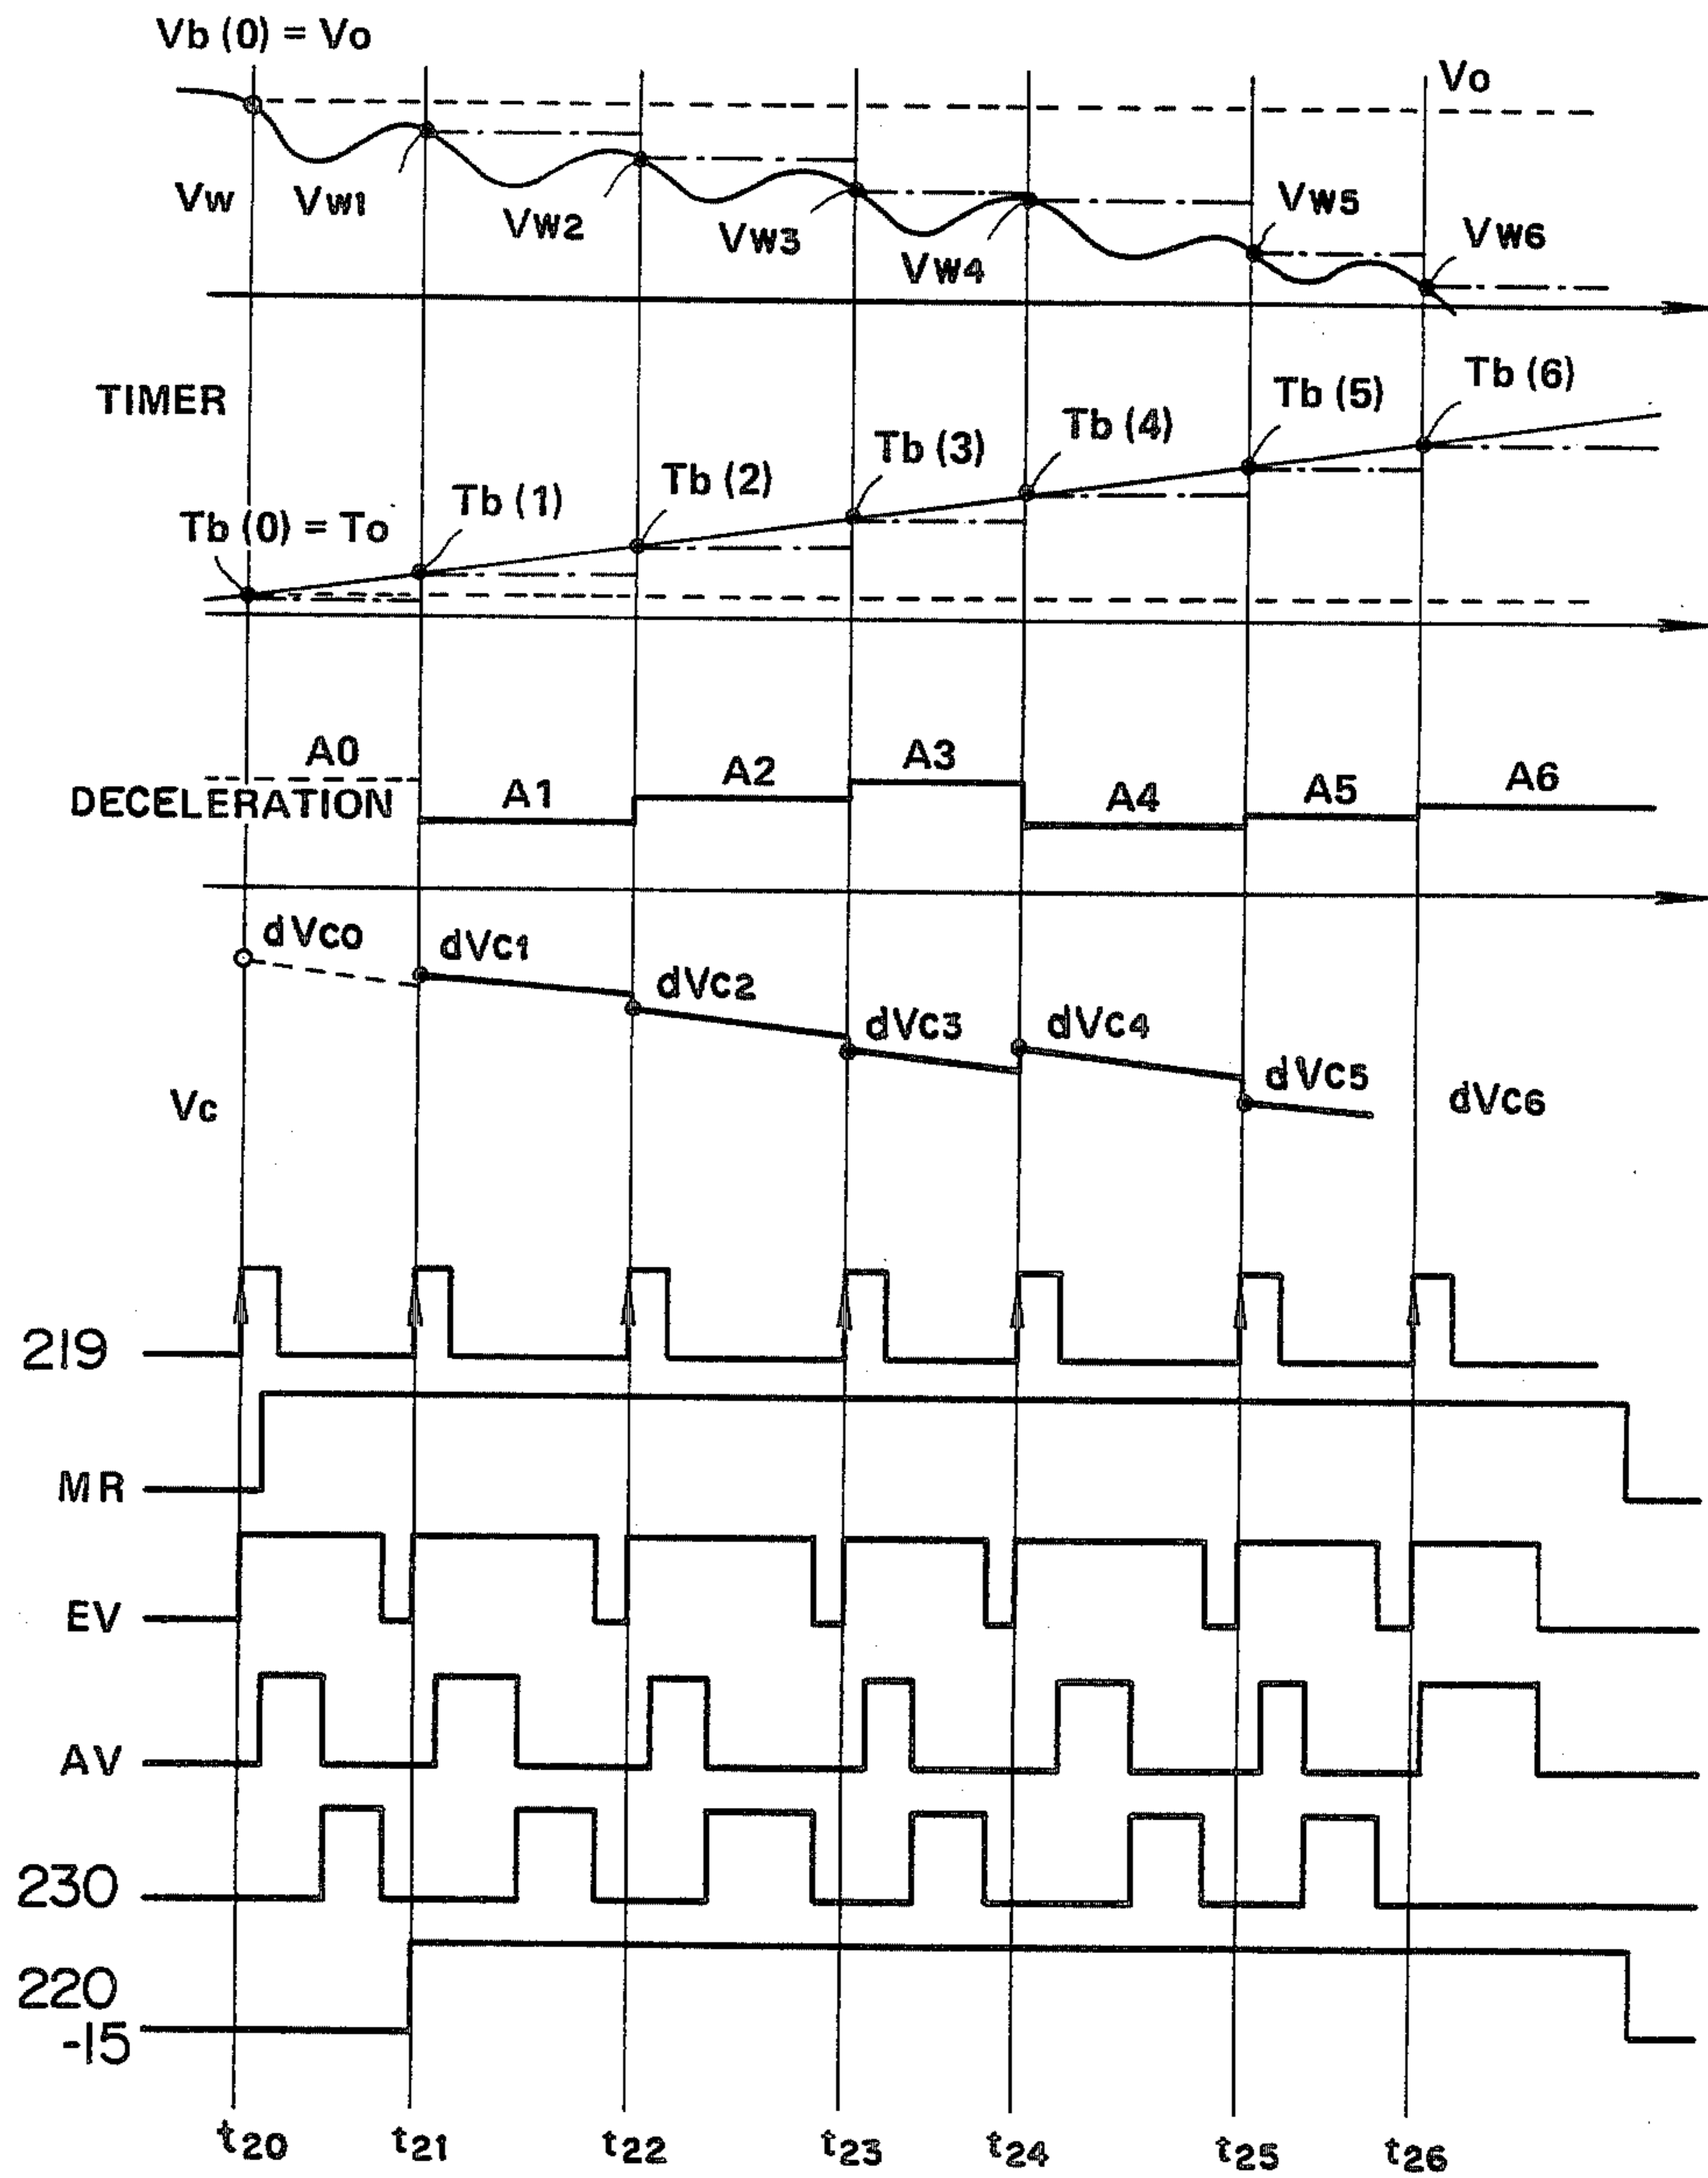 Vb (0) = Vo
Vo
Vw
Vw1
Vw2
Vw3
Vw4
Vw5
Vw6
TIMER
Tb (0) = To
Tb (1)
Tb (2)
Tb (3)
Tb (4)
Tb (5)
Tb (6)
A0
DECELERATION
A1
A2
A3
A4
A5
A6
dVc0
dVc1
dVc2
dVc3
dVc4
dVc5
dVc6
Vc
219
MR
EV
AV
230
220
-15
t20
t21
t22
t23
t24
t25
t26